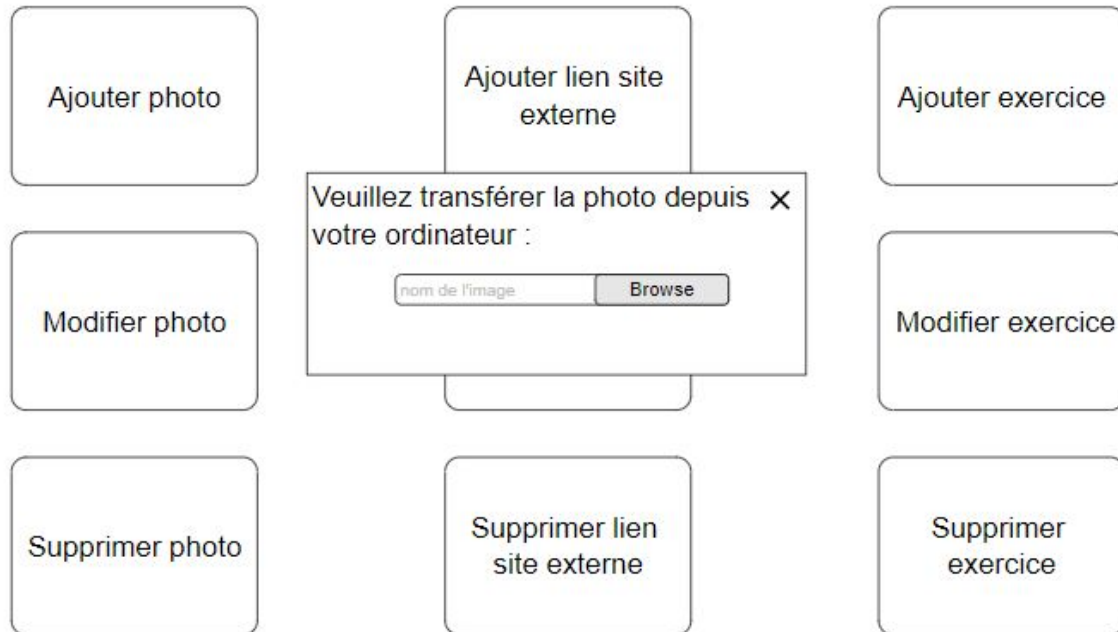 Ajouter photo
Ajouter lien site
externe
Ajouter exercice
Veuillez transférer la photo depuis
votre ordinateur :
nom de l'image
Browse
Modifier photo
Modifier exercice
Supprimer photo
Supprimer lien
site externe
Supprimer
exercice